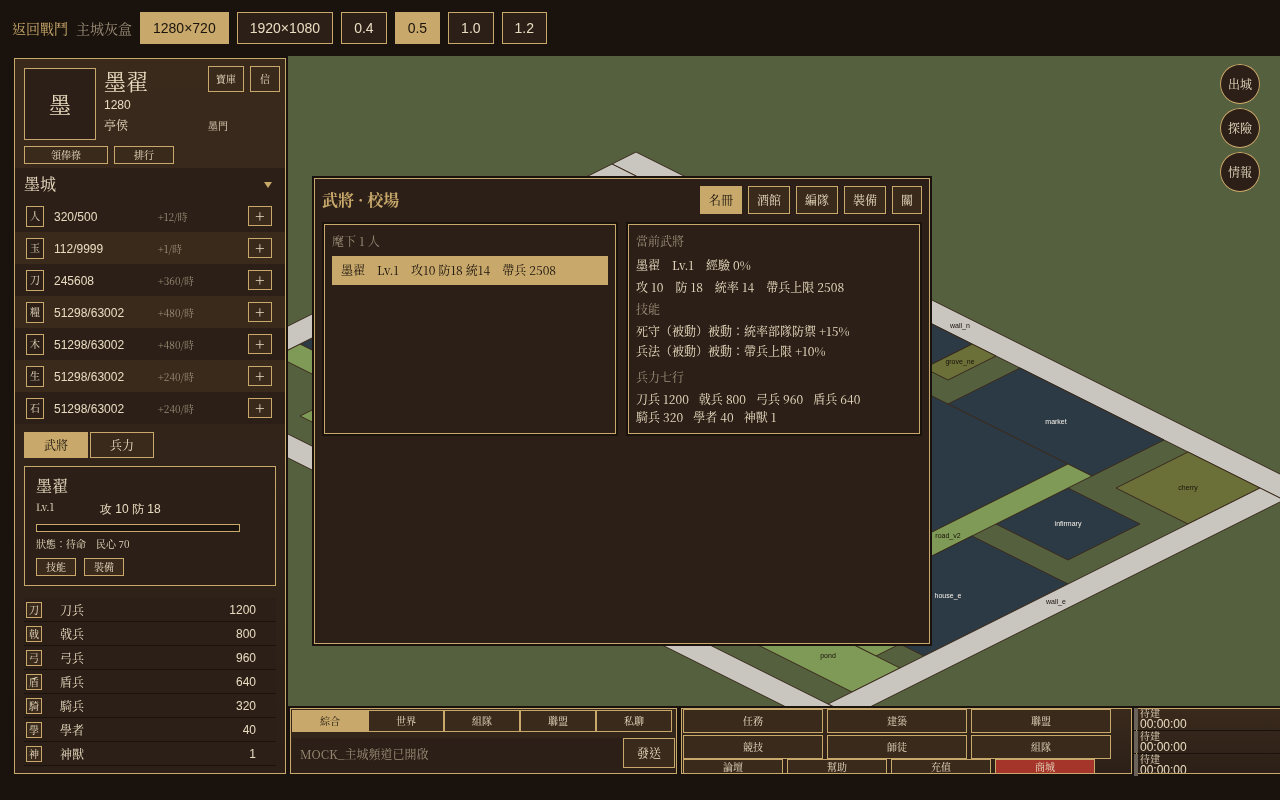 返回戰鬥 主城灰盒 1280×720 1920×1080 0.4 0.5 1.0 1.2
墨
墨翟
1280
亭侯 墨門
寶庫 信
領俸祿 排行
墨城
人 320/500 +12/時 +
玉 112/9999 +1/時 +
刀 245608 +360/時 +
糧 51298/63002 +480/時 +
木 51298/63002 +480/時 +
生 51298/63002 +240/時 +
石 51298/63002 +240/時 +
武將 兵力
墨翟
Lv.1 攻 10 防 18
狀態：待命 民心 70
技能 裝備
刀 刀兵 1200
戟 戟兵 800
弓 弓兵 960
盾 盾兵 640
騎 騎兵 320
學 學者 40
神 神獸 1
武將 · 校場 名冊 酒館 編隊 裝備 關
麾下 1 人
墨翟 Lv.1 攻10 防18 統14 帶兵 2508
當前武將
墨翟 Lv.1 經驗 0%
攻 10 防 18 統率 14 帶兵上限 2508
技能
死守（被動）被動：統率部隊防禦 +15%
兵法（被動）被動：帶兵上限 +10%
兵力七行
刀兵 1200 戟兵 800 弓兵 960 盾兵 640
騎兵 320 學者 40 神獸 1
出城
探險
情報
wall_n
grove_ne
market
cherry
infirmary
road_v2
house_e
wall_e
pond
綜合 世界 組隊 聯盟 私聊
MOCK_主城頻道已開啟 發送
任務 建築 聯盟
競技 師徒 組隊
論壇 幫助 充值 商城
待建
00:00:00
待建
00:00:00
待建
00:00:00